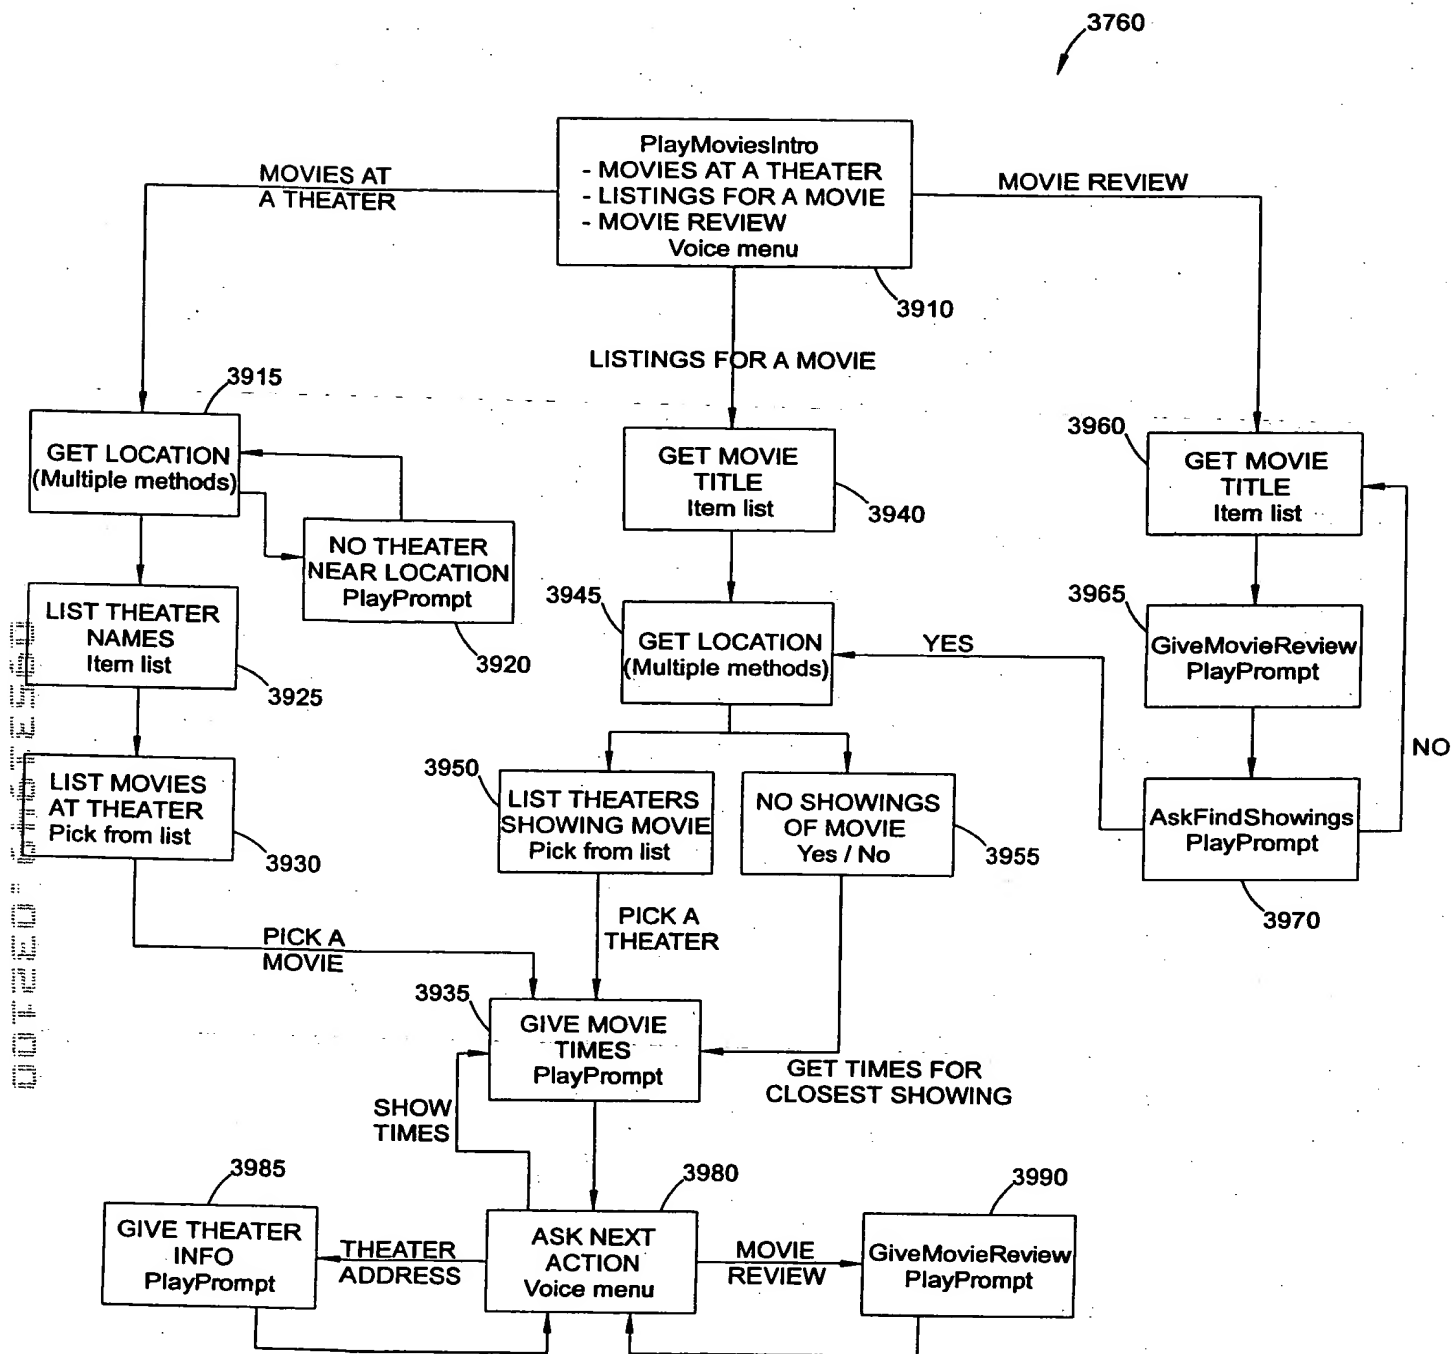 3760
PlayMoviesIntro
- MOVIES AT A THEATER
- LISTINGS FOR A MOVIE
- MOVIE REVIEW
Voice menu
3910
MOVIES AT
A THEATER
MOVIE REVIEW
LISTINGS FOR A MOVIE
3915
GET LOCATION
(Multiple methods)
NO THEATER
NEAR LOCATION
PlayPrompt
3920
LIST THEATER
NAMES
Item list
3925
LIST MOVIES
AT THEATER
Pick from list
3930
PICK A
MOVIE
GET MOVIE
TITLE
Item list
3940
3945
GET LOCATION
(Multiple methods)
YES
3950
LIST THEATERS
SHOWING MOVIE
Pick from list
NO SHOWINGS
OF MOVIE
Yes / No
3955
PICK A
THEATER
3960
GET MOVIE
TITLE
Item list
3965
GiveMovieReview
PlayPrompt
NO
AskFindShowings
PlayPrompt
3970
3935
GIVE MOVIE
TIMES
PlayPrompt
GET TIMES FOR
CLOSEST SHOWING
SHOW
TIMES
3985
GIVE THEATER
INFO
PlayPrompt
THEATER
ADDRESS
3980
ASK NEXT
ACTION
Voice menu
MOVIE
REVIEW
3990
GiveMovieReview
PlayPrompt